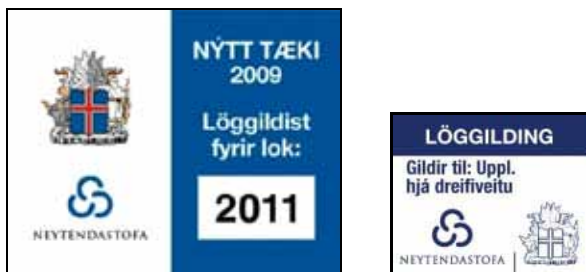 NÝTT TÆKI
2009
Löggildist
fyrir lok:
2011
NEYTENDASTOFA
LÖGGILDING
Gildir til: Uppl.
hjá dreifiveitu
NEYTENDASTOFA